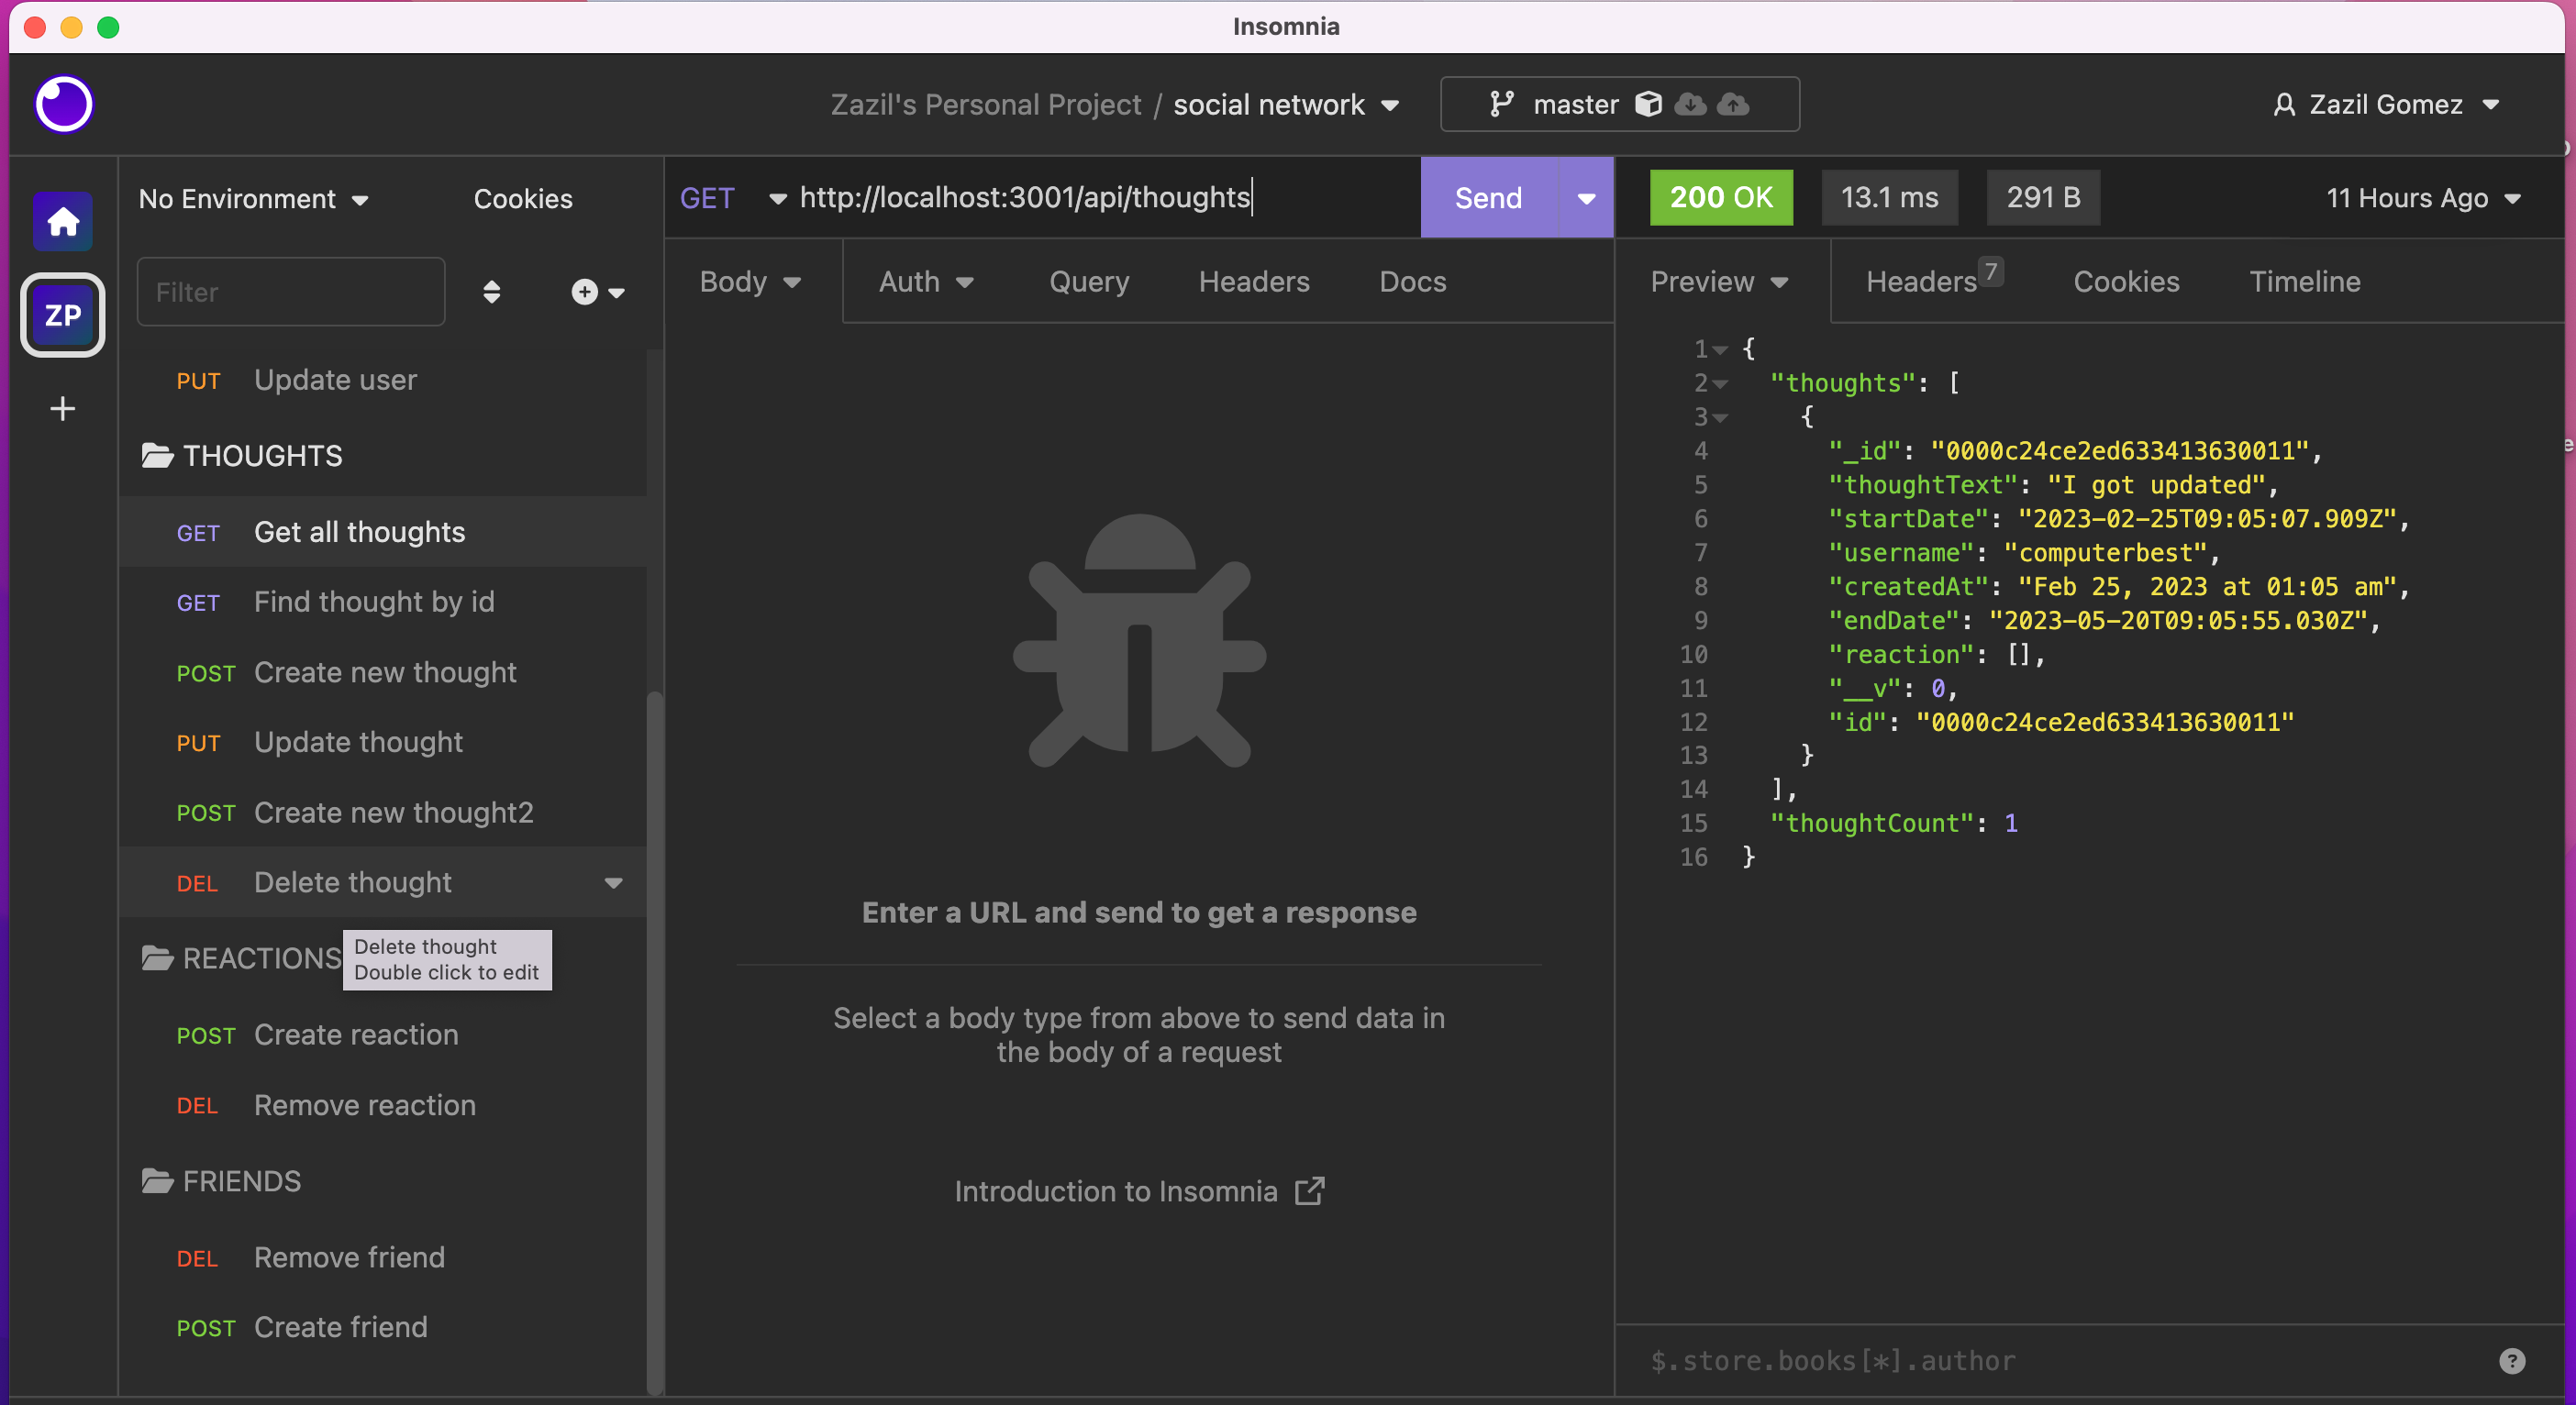 Insomnia
Zazil's Personal Project / social network
master
Zazil Gomez
ZP
No Environment
Cookies
Filter
PUT Update user
THOUGHTS
GET Get all thoughts
GET Find thought by id
POST Create new thought
PUT Update thought
POST Create new thought2
DEL Delete thought
REACTIONS
Delete thought
Double click to edit
POST Create reaction
DEL Remove reaction
FRIENDS
DEL Remove friend
POST Create friend
GET http://localhost:3001/api/thoughts
Send
Body
Auth
Query
Headers
Docs
Enter a URL and send to get a response
Select a body type from above to send data in
the body of a request
Introduction to Insomnia
200 OK
13.1 ms
291 B
11 Hours Ago
Preview
Headers 7
Cookies
Timeline
1 {
2 "thoughts": [
3 {
4 "_id": "0000c24ce2ed633413630011",
5 "thoughtText": "I got updated",
6 "startDate": "2023-02-25T09:05:07.909Z",
7 "username": "computerbest",
8 "createdAt": "Feb 25, 2023 at 01:05 am",
9 "endDate": "2023-05-20T09:05:55.030Z",
10 "reaction": [],
11 "__v": 0,
12 "id": "0000c24ce2ed633413630011"
13 }
14 ],
15 "thoughtCount": 1
16 }
$.store.books[*].author
?